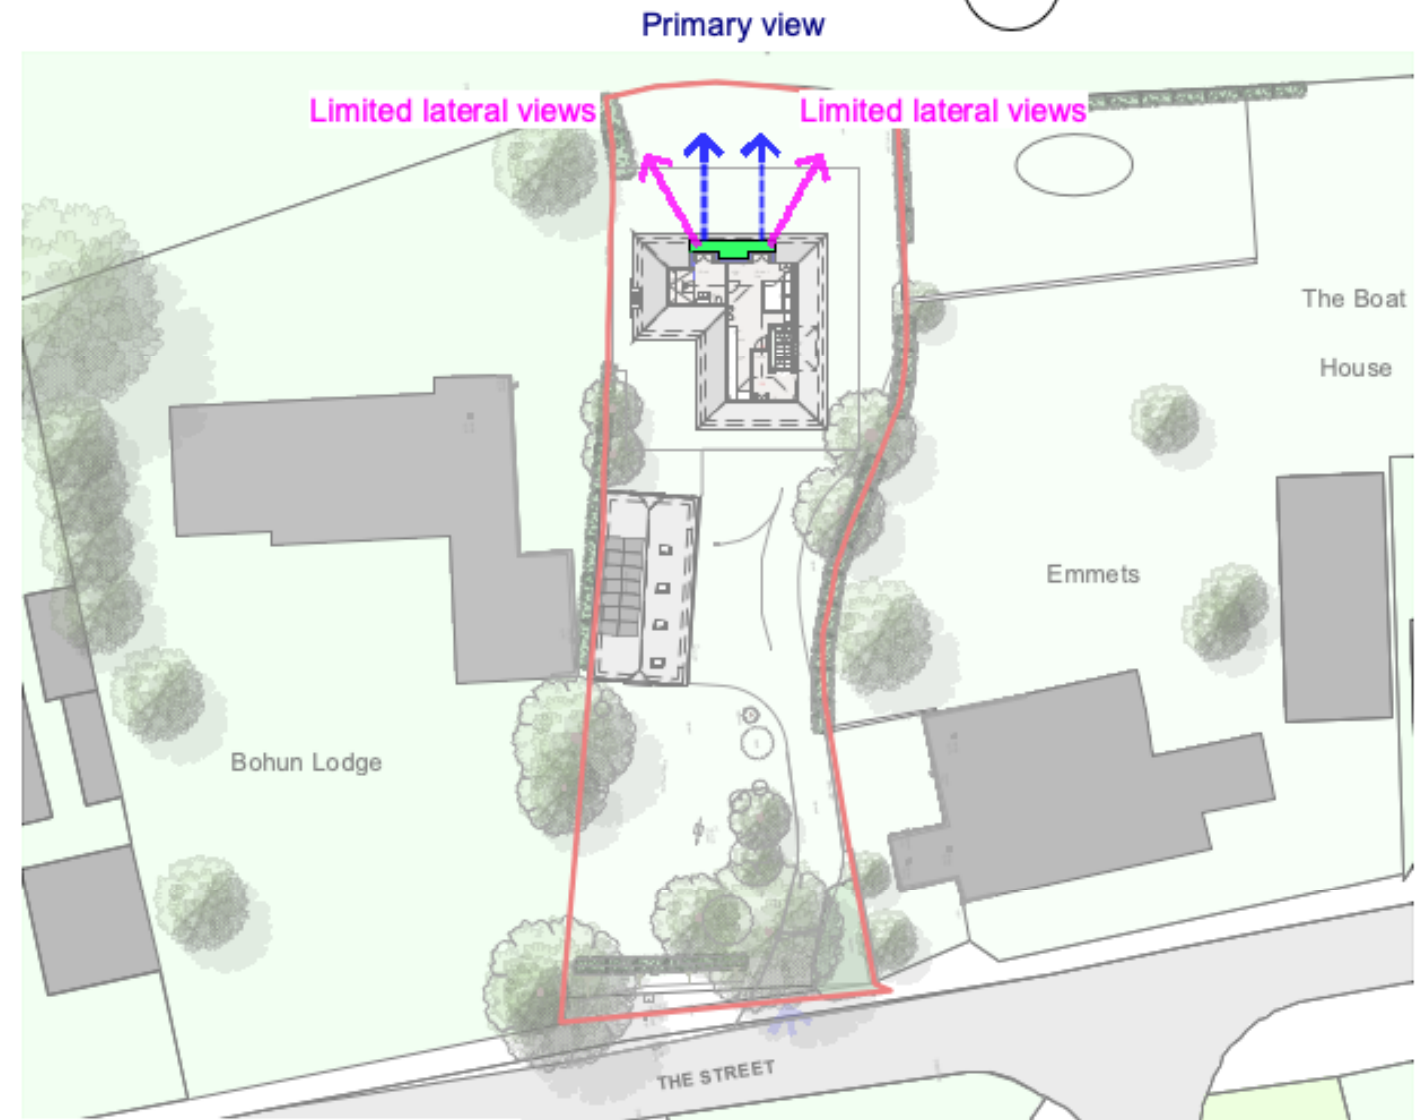 Primary view
Limited lateral views
Limited lateral views
The Boat
House
Emmets
Bohun Lodge
THE STREET